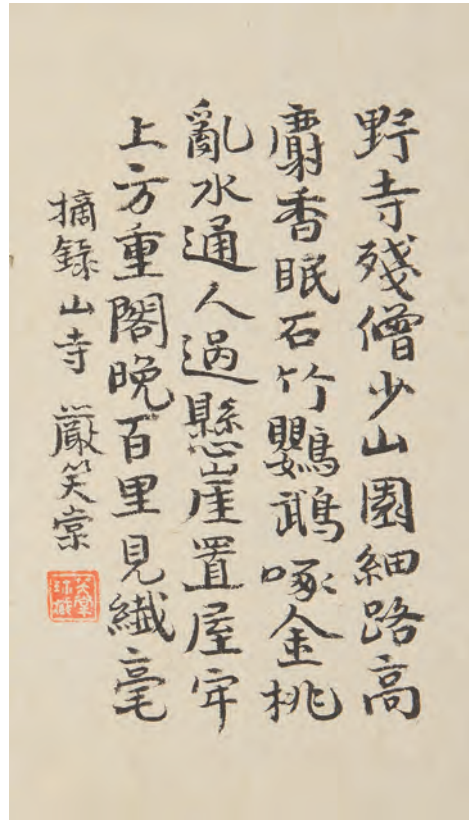 野寺殘僧少山園細路高
麝香眠石竹鸚鵡啄金桃
亂水通人過懸崖置屋牢
上方重閣晚百里見纖毫
摘錄山寺 嚴笑棠